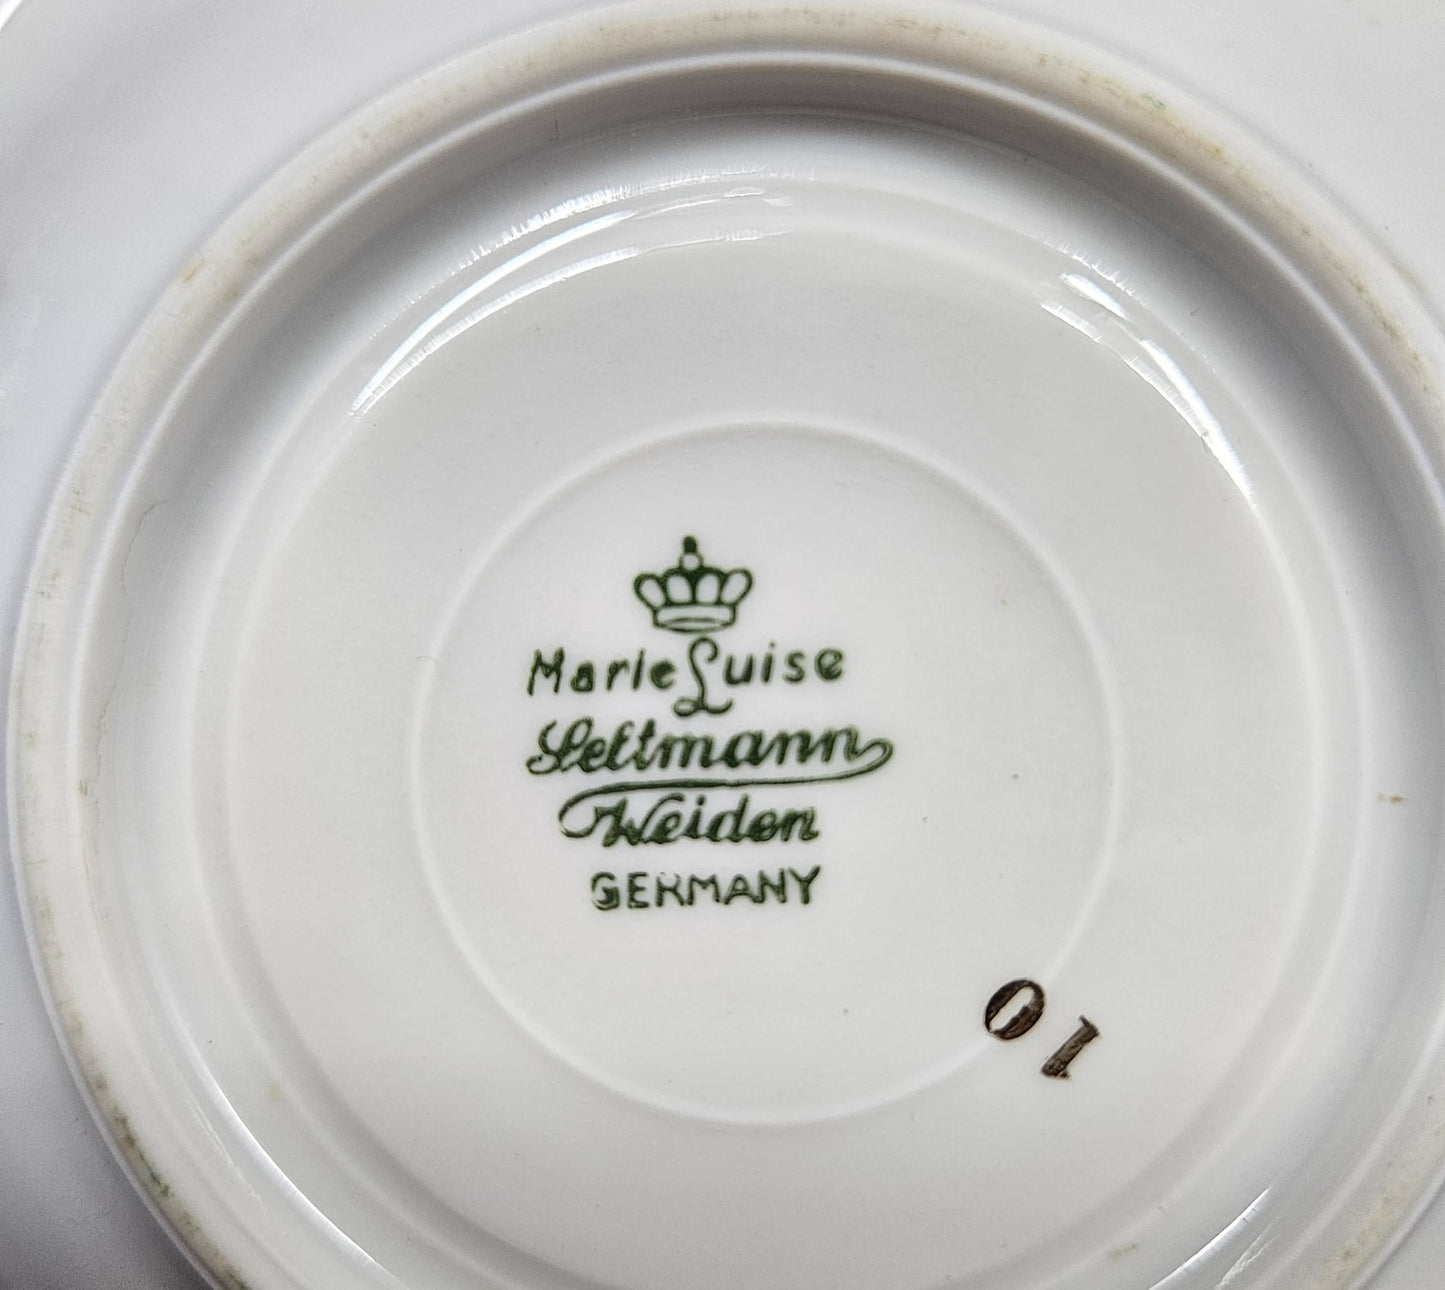 Marie Luise
Seltmann
Weiden
GERMANY
01